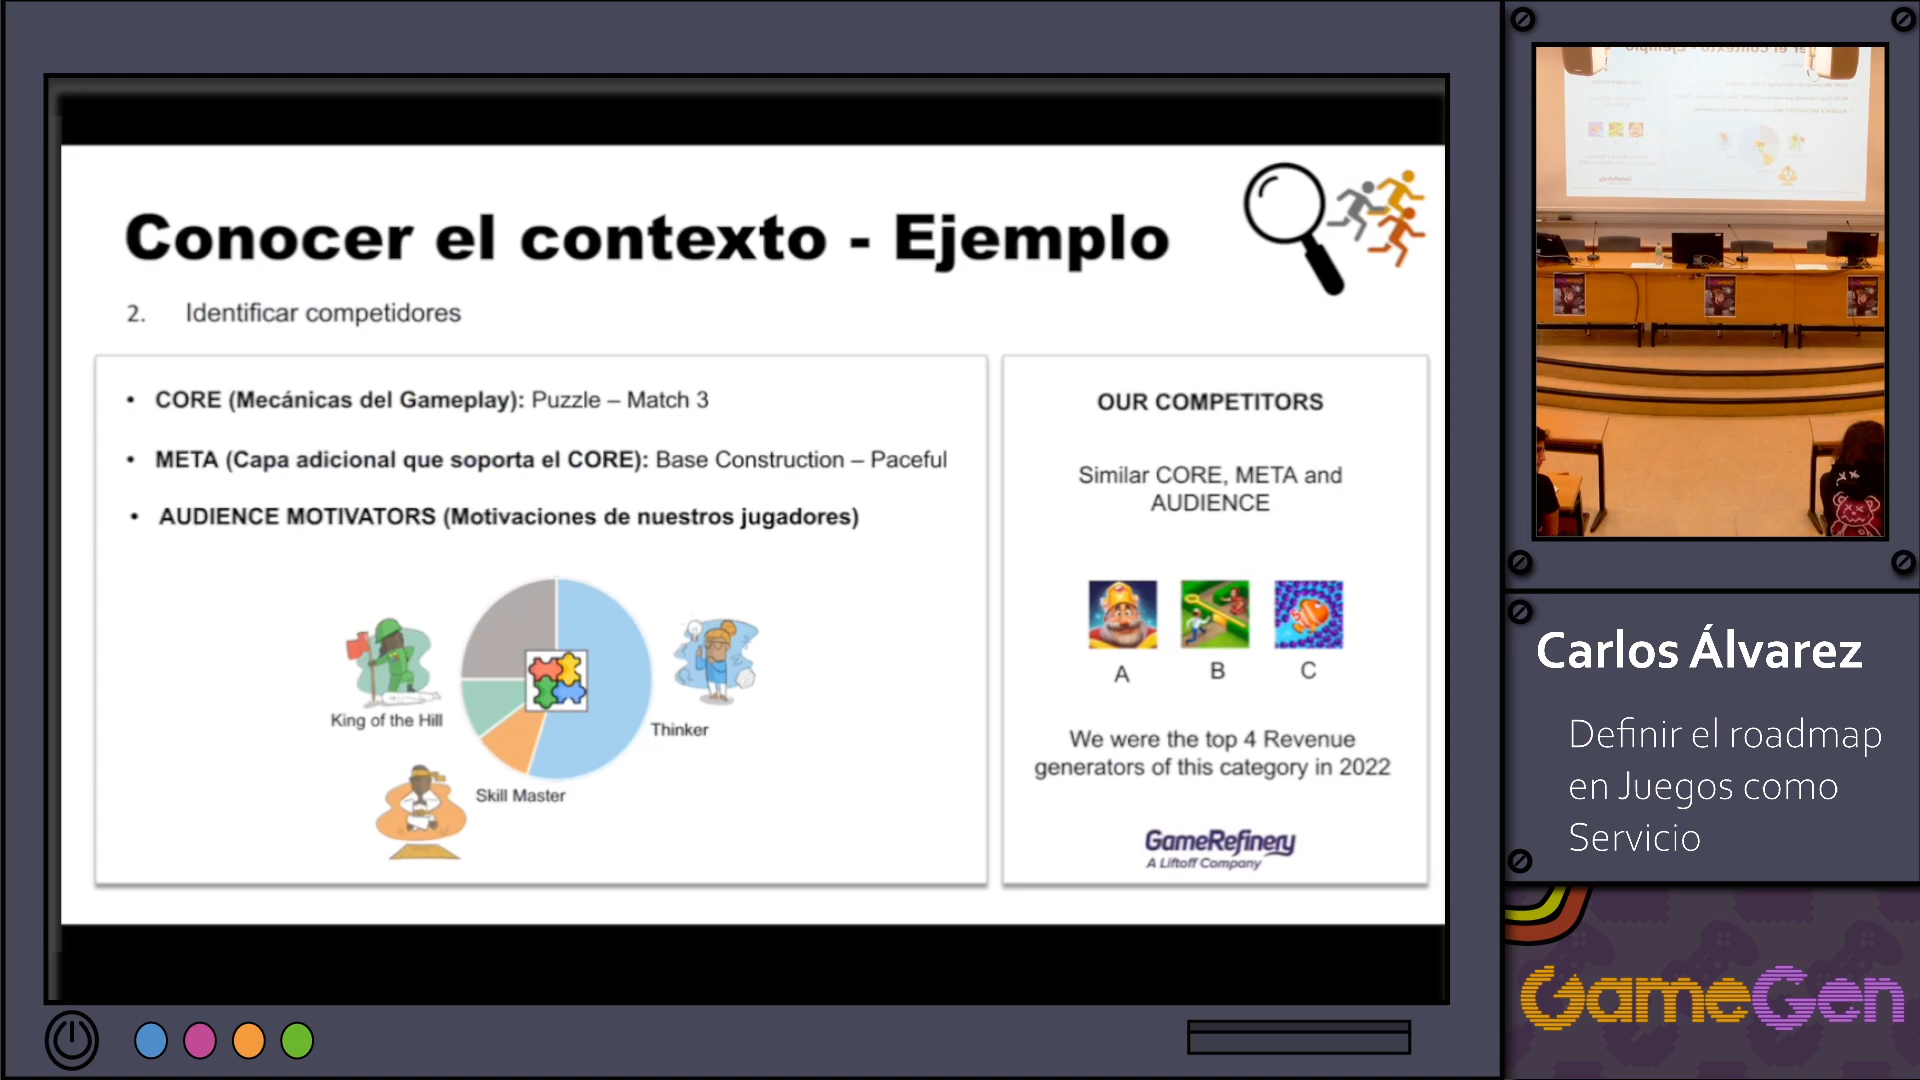 Conocer el contexto - Ejemplo
2. Identificar competidores
• CORE (Mecánicas del Gameplay): Puzzle – Match 3
• META (Capa adicional que soporta el CORE): Base Construction – Paceful
• AUDIENCE MOTIVATORS (Motivaciones de nuestros jugadores)
King of the Hill
Thinker
Skill Master
OUR COMPETITORS
Similar CORE, META and
AUDIENCE
A
B
C
We were the top 4 Revenue
generators of this category in 2022
GameRefinery
A Liftoff Company
Carlos Álvarez
Definir el roadmap
en Juegos como
Servicio
GameGen